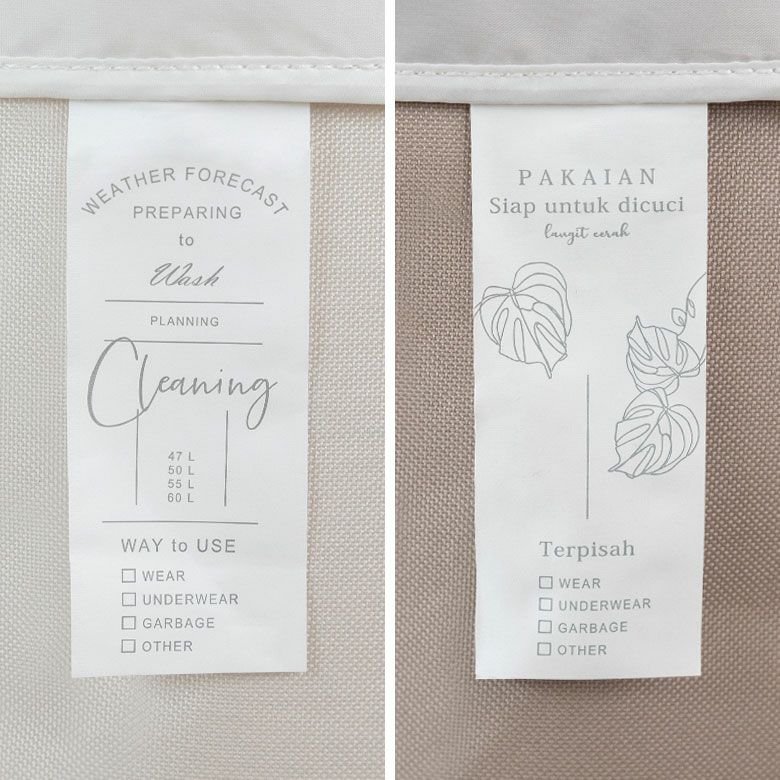 WEATHER FORECAST
PREPARING
to
Wash
PLANNING
Cleaning
47 L
50 L
55 L
60 L
WAY to USE
WEAR
UNDERWEAR
GARBAGE
OTHER
PAKAIAN
Siap untuk dicuci
langit cerah
Terpisah
WEAR
UNDERWEAR
GARBAGE
OTHER